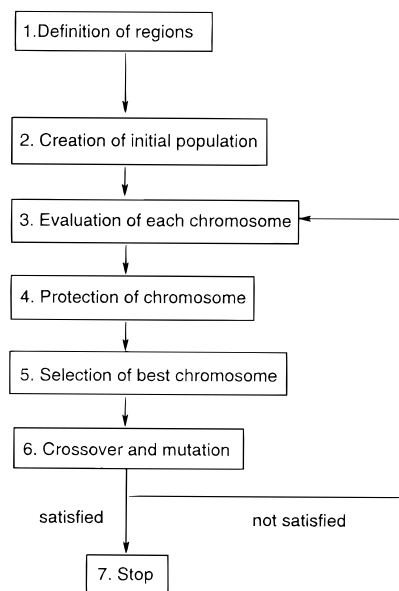 1.Definition of regions
2. Creation of initial population
3. Evaluation of each chromosome
4. Protection of chromosome
5. Selection of best chromosome
6. Crossover and mutation
satisfied
not satisfied
7. Stop